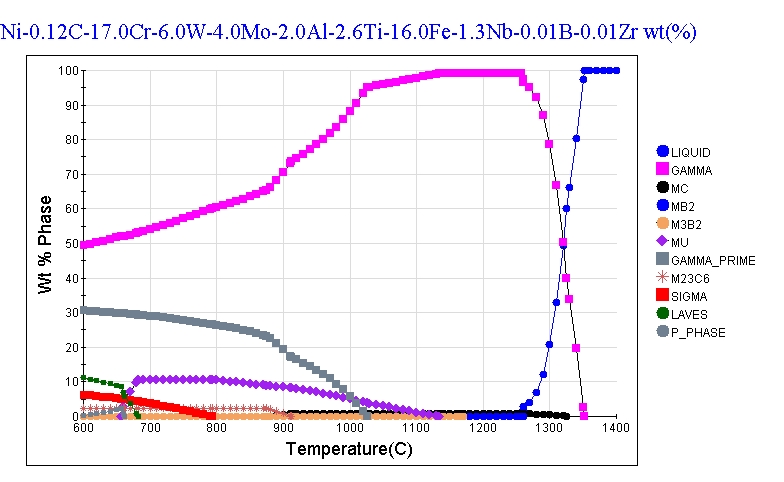 Ni-0.12C-17.0Cr-6.0W-4.0Mo-2.0Al-2.6Ti-16.0Fe-1.3Nb-0.01B-0.01Zr wt(%)
Wt % Phase
100
90
80
70
60
50
40
30
20
10
0
600 700 800 900 1000 1100 1200 1300 1400
Temperature(C)
LIQUID
GAMMA
MC
MB2
M3B2
MU
GAMMA_PRIME
M23C6
SIGMA
LAVES
P_PHASE